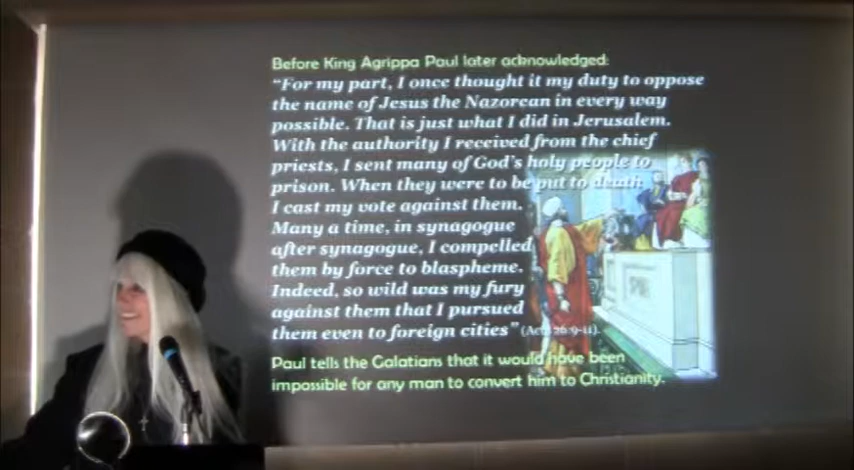 Before King Agrippa Paul later acknowledged:
"For my part, I once thought it my duty to oppose
the name of Jesus the Nazorean in every way
possible. That is just what I did in Jerusalem.
With the authority I received from the chief
priests, I sent many of God's holy people to
prison. When they were to be put to death
I cast my vote against them.
Many a time, in synagogue
after synagogue, I compelled
them by force to blaspheme.
Indeed, so wild was my fury
against them that I pursued
them even to foreign cities" (Acts 26:9-11).
Paul tells the Galatians that it would have been
impossible for any man to convert him to Christianity.